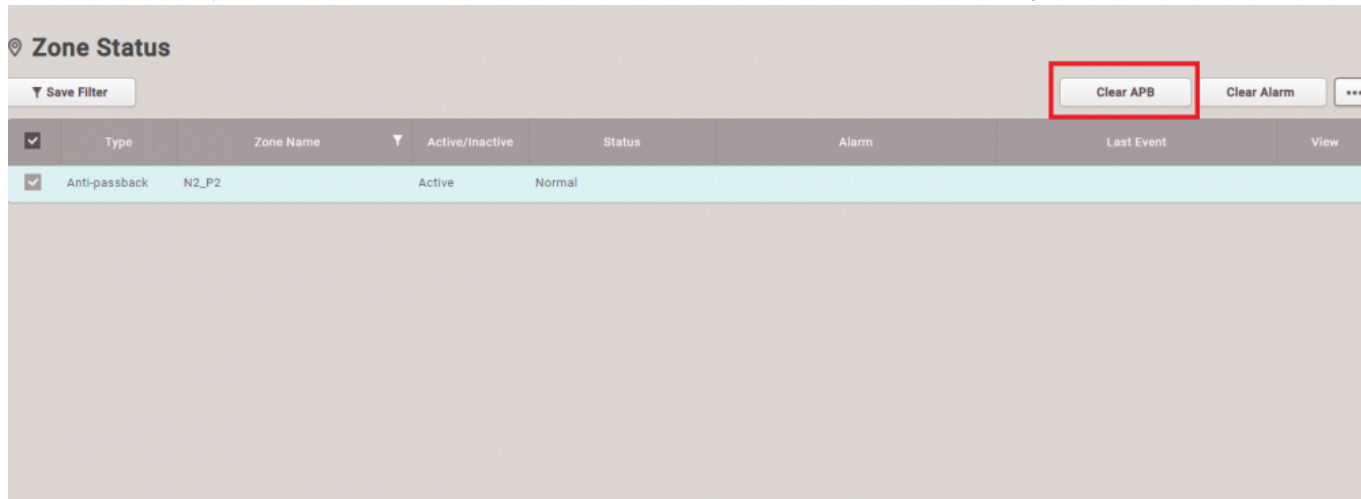 Zone Status
Save Filter
Clear APB Clear Alarm ...
Type Zone Name Active/Inactive Status Alarm Last Event View
Anti-passback N2_P2 Active Normal